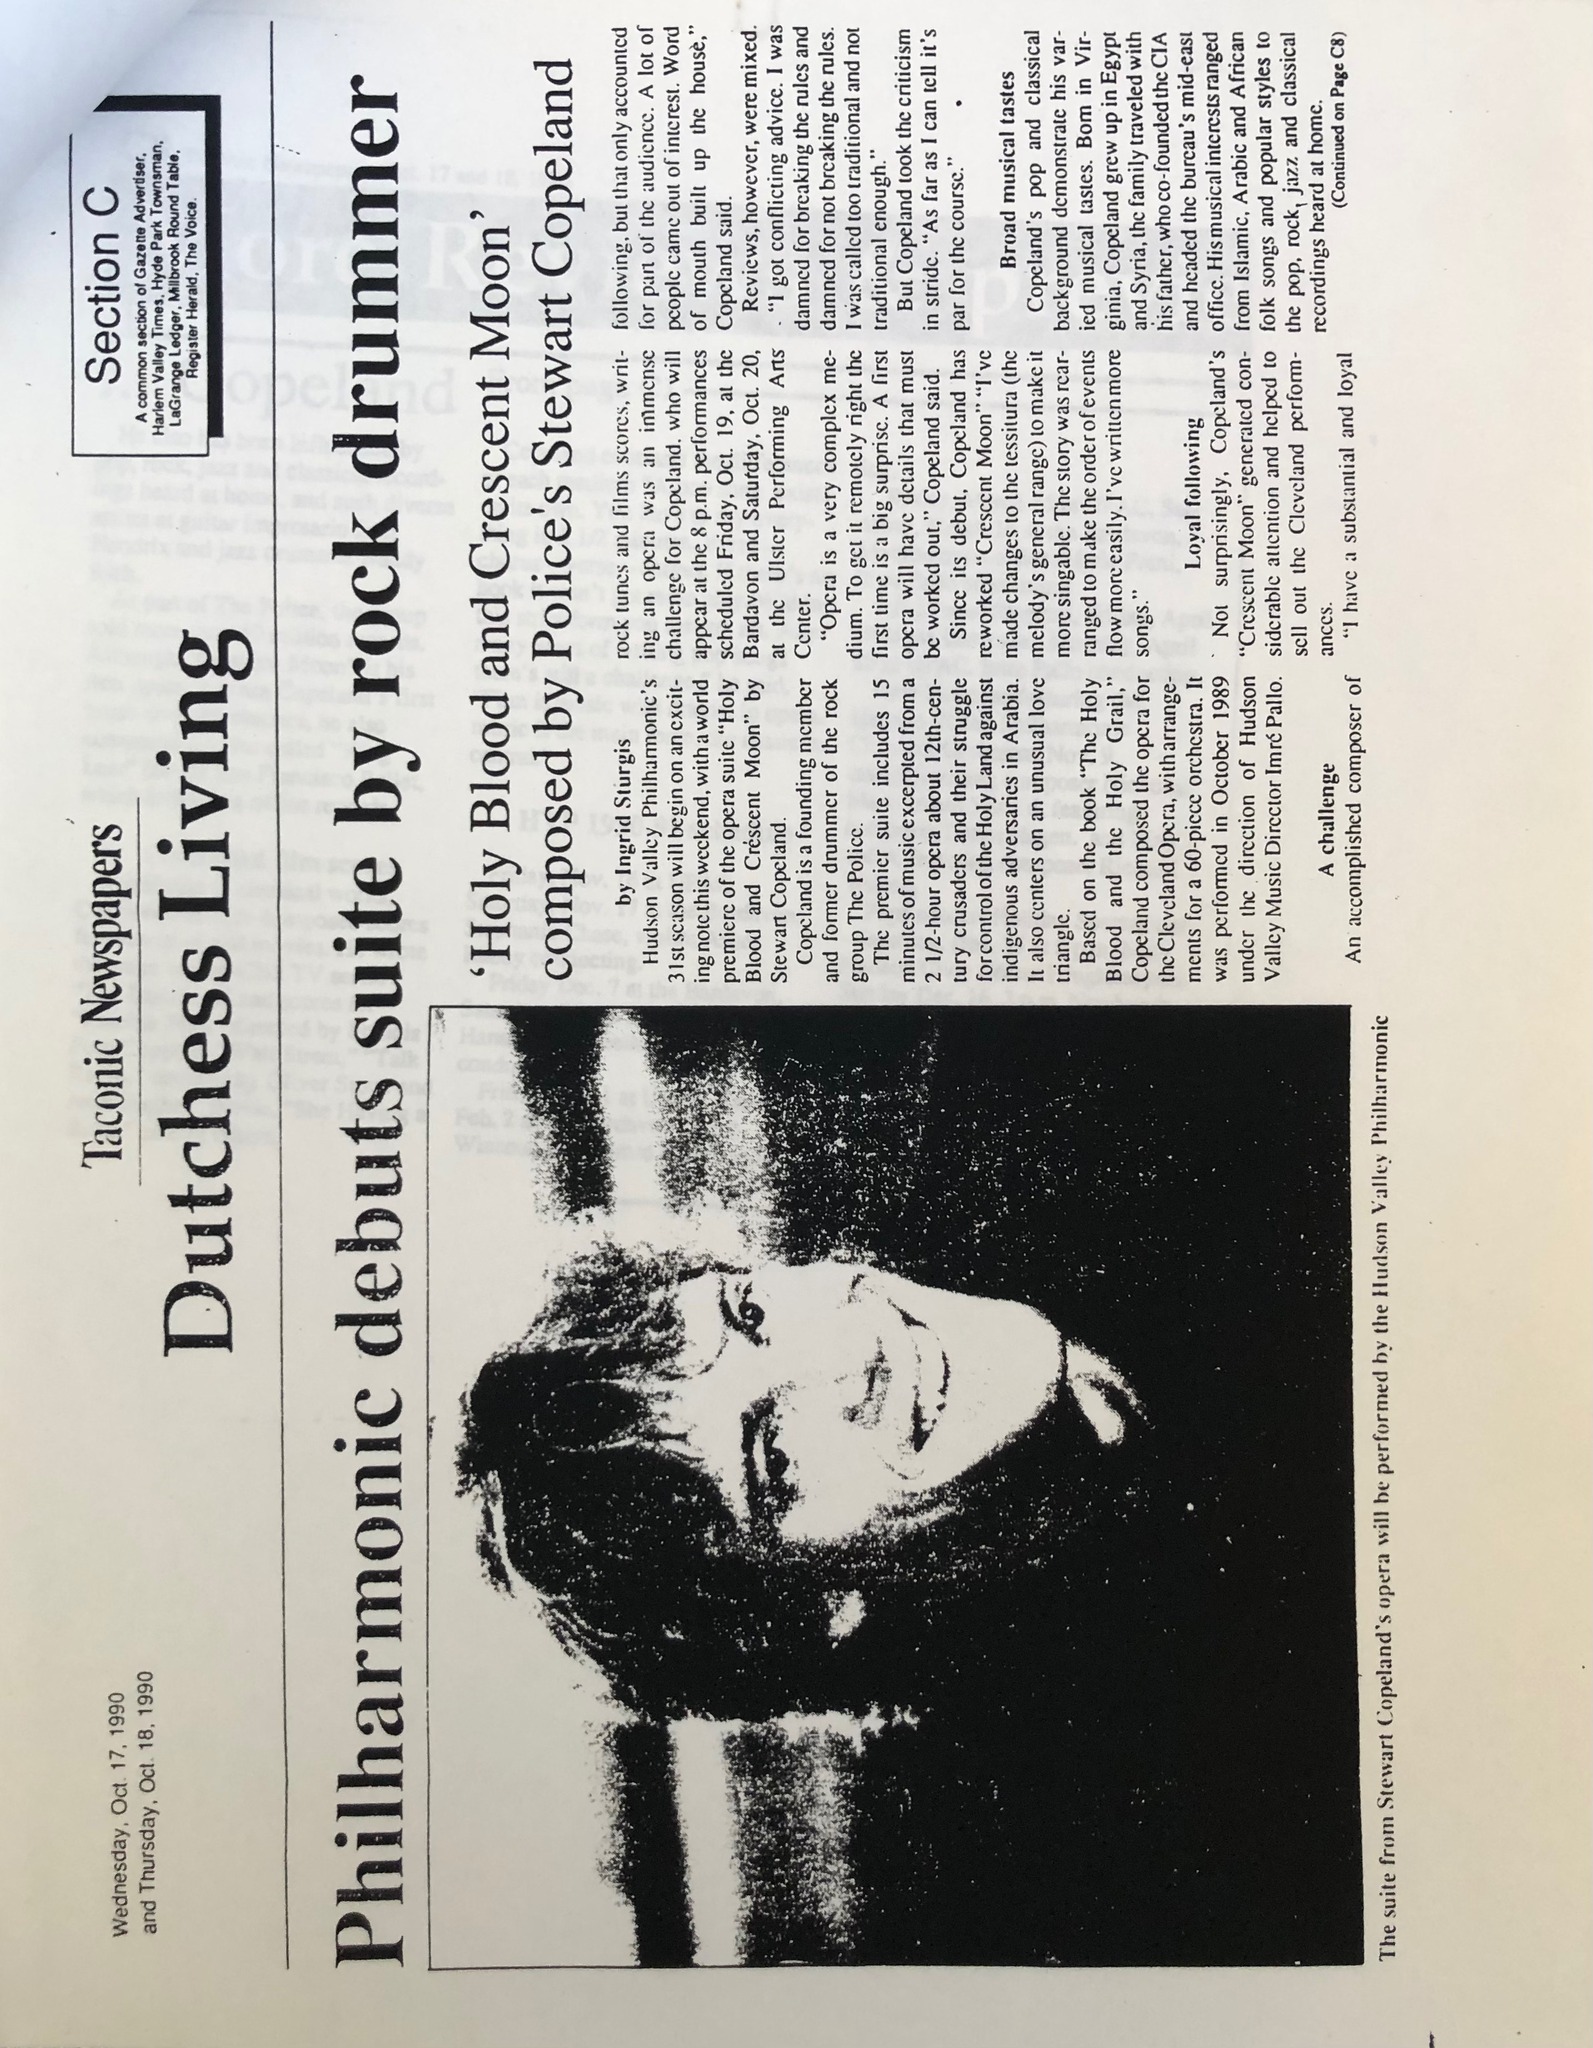 Wednesday, Oct. 17, 1990
and Thursday, Oct. 18, 1990
Taconic Newspapers
Dutchess Living
Section C
A common section of Gazette Advertiser,
Harlem Valley Times, Hyde Park Townsman,
LaGrange Ledger, Millbrook Round Table,
Register Herald, The Voice.
Philharmonic debuts suite by rock drummer
‘Holy Blood and Crescent Moon’
composed by Police's Stewart Copeland
by Ingrid Sturgis
Hudson Valley Philharmonic's
31st season will begin on an excit-
ing note this weekend, with a world
premiere of the opera suite “Holy
Blood and Crescent Moon” by
Stewart Copeland.
Copeland is a founding member
and former drummer of the rock
group The Police.
The premier suite includes 15
minutes of music excerpted from a
2 1/2-hour opera about 12th-cen-
tury crusaders and their struggle
for control of the Holy Land against
indigenous adversaries in Arabia.
It also centers on an unusual love
triangle.
Based on the book “The Holy
Blood and the Holy Grail,”
Copeland composed the opera for
the Cleveland Opera, with arrange-
ments for a 60-piece orchestra. It
was performed in October 1989
under the direction of Hudson
Valley Music Director Imré Pallo.
A challenge
An accomplished composer of
rock tunes and films scores, writ-
ing an opera was an immense
challenge for Copeland, who will
appear at the 8 p.m. performances
scheduled Friday, Oct. 19, at the
Bardavon and Saturday, Oct. 20,
at the Ulster Performing Arts
Center.
“Opera is a very complex me-
dium. To get it remotely right the
first time is a big surprise. A first
opera will have details that must
be worked out,” Copeland said.
Since its debut, Copeland has
reworked “Crescent Moon” “I've
made changes to the tessitura (the
melody's general range) to make it
more singable. The story was rear-
ranged to make the order of events
flow more easily. I've written more
songs.”
Loyal following
Not surprisingly, Copeland's
“Crescent Moon” generated con-
siderable attention and helped to
sell out the Cleveland perform-
ances.
“I have a substantial and loyal
following, but that only accounted
for part of the audience. A lot of
people came out of interest. Word
of mouth built up the house,”
Copeland said.
Reviews, however, were mixed.
“I got conflicting advice. I was
damned for breaking the rules and
damned for not breaking the rules.
I was called too traditional and not
traditional enough.”
But Copeland took the criticism
in stride. “As far as I can tell it's
par for the course.”
Broad musical tastes
Copeland's pop and classical
background demonstrate his var-
ied musical tastes. Born in Vir-
ginia, Copeland grew up in Egypt
and Syria, the family traveled with
his father, who co-founded the CIA
and headed the bureau's mid-east
office. His musical interests ranged
from Islamic, Arabic and African
folk songs and popular styles to
the pop, rock, jazz and classical
recordings heard at home.
(Continued on Page C8)
The suite from Stewart Copeland's opera will be performed by the Hudson Valley Philharmonic